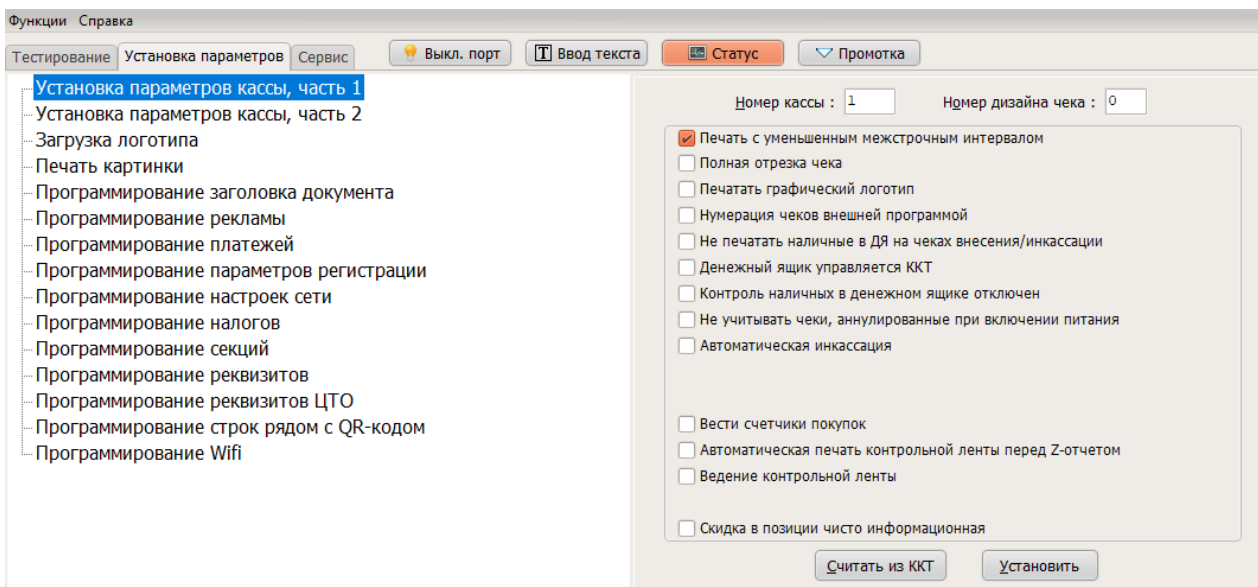 Функции Справка
Тестирование Установка параметров Сервис Выкл. порт Ввод текста Статус Промотка
Установка параметров кассы, часть 1
Установка параметров кассы, часть 2
Загрузка логотипа
Печать картинки
Программирование заголовка документа
Программирование рекламы
Программирование платежей
Программирование параметров регистрации
Программирование настроек сети
Программирование налогов
Программирование секций
Программирование реквизитов
Программирование реквизитов ЦТО
Программирование строк рядом с QR-кодом
Программирование Wifi
Номер кассы : 1 Номер дизайна чека : 0
Печать с уменьшенным межстрочным интервалом
Полная отрезка чека
Печатать графический логотип
Нумерация чеков внешней программой
Не печатать наличные в ДЯ на чеках внесения/инкассации
Денежный ящик управляется ККТ
Контроль наличных в денежном ящике отключен
Не учитывать чеки, аннулированные при включении питания
Автоматическая инкассация
Вести счетчики покупок
Автоматическая печать контрольной ленты перед Z-отчетом
Ведение контрольной ленты
Скидка в позиции чисто информационная
Считать из ККТ Установить